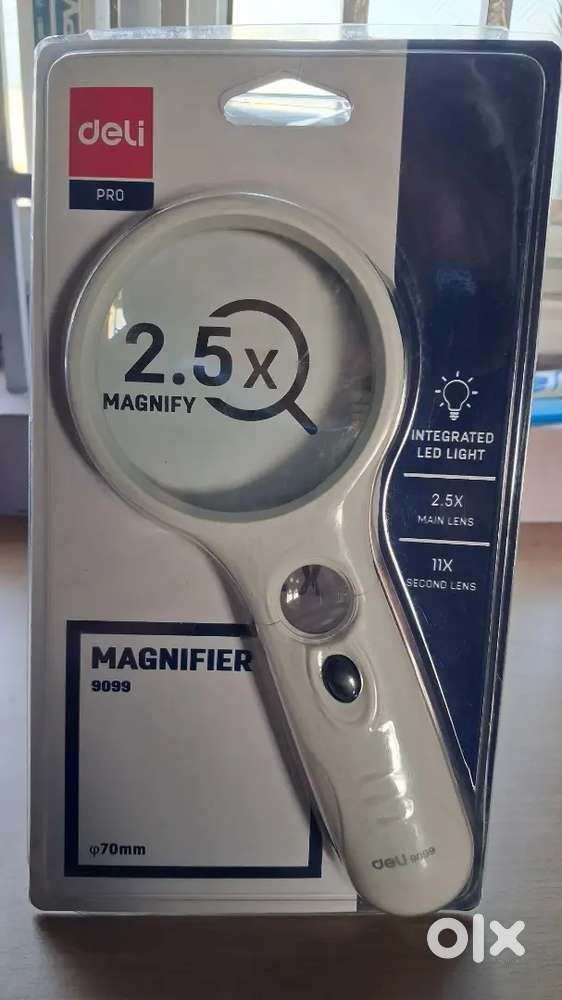 deli
PRO
2.5x
MAGNIFY
INTEGRATED
LED LIGHT
2.5X
MAIN LENS
11X
SECOND LENS
X
MAGNIFIER
9099
φ70mm
deli 9099
olx